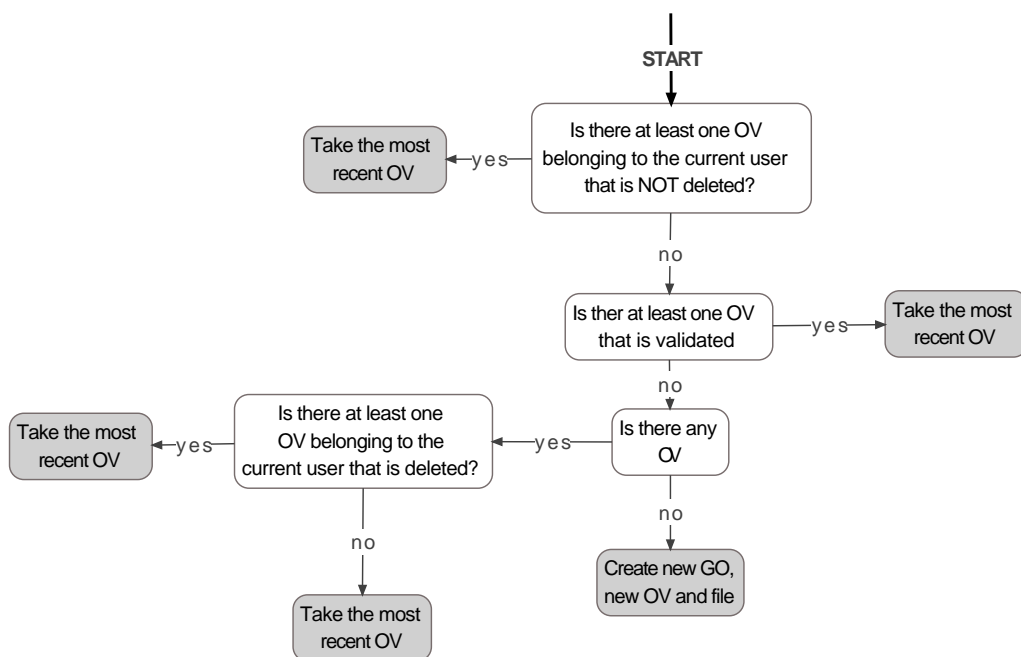 START
Is there at least one OV
belonging to the current user
that is NOT deleted?
yes
Take the most
recent OV
no
Is ther at least one OV
that is validated
yes
Take the most
recent OV
no
Is there any
OV
yes
Is there at least one
OV belonging to the
current user that is deleted?
yes
Take the most
recent OV
no
Take the most
recent OV
no
Create new GO,
new OV and file